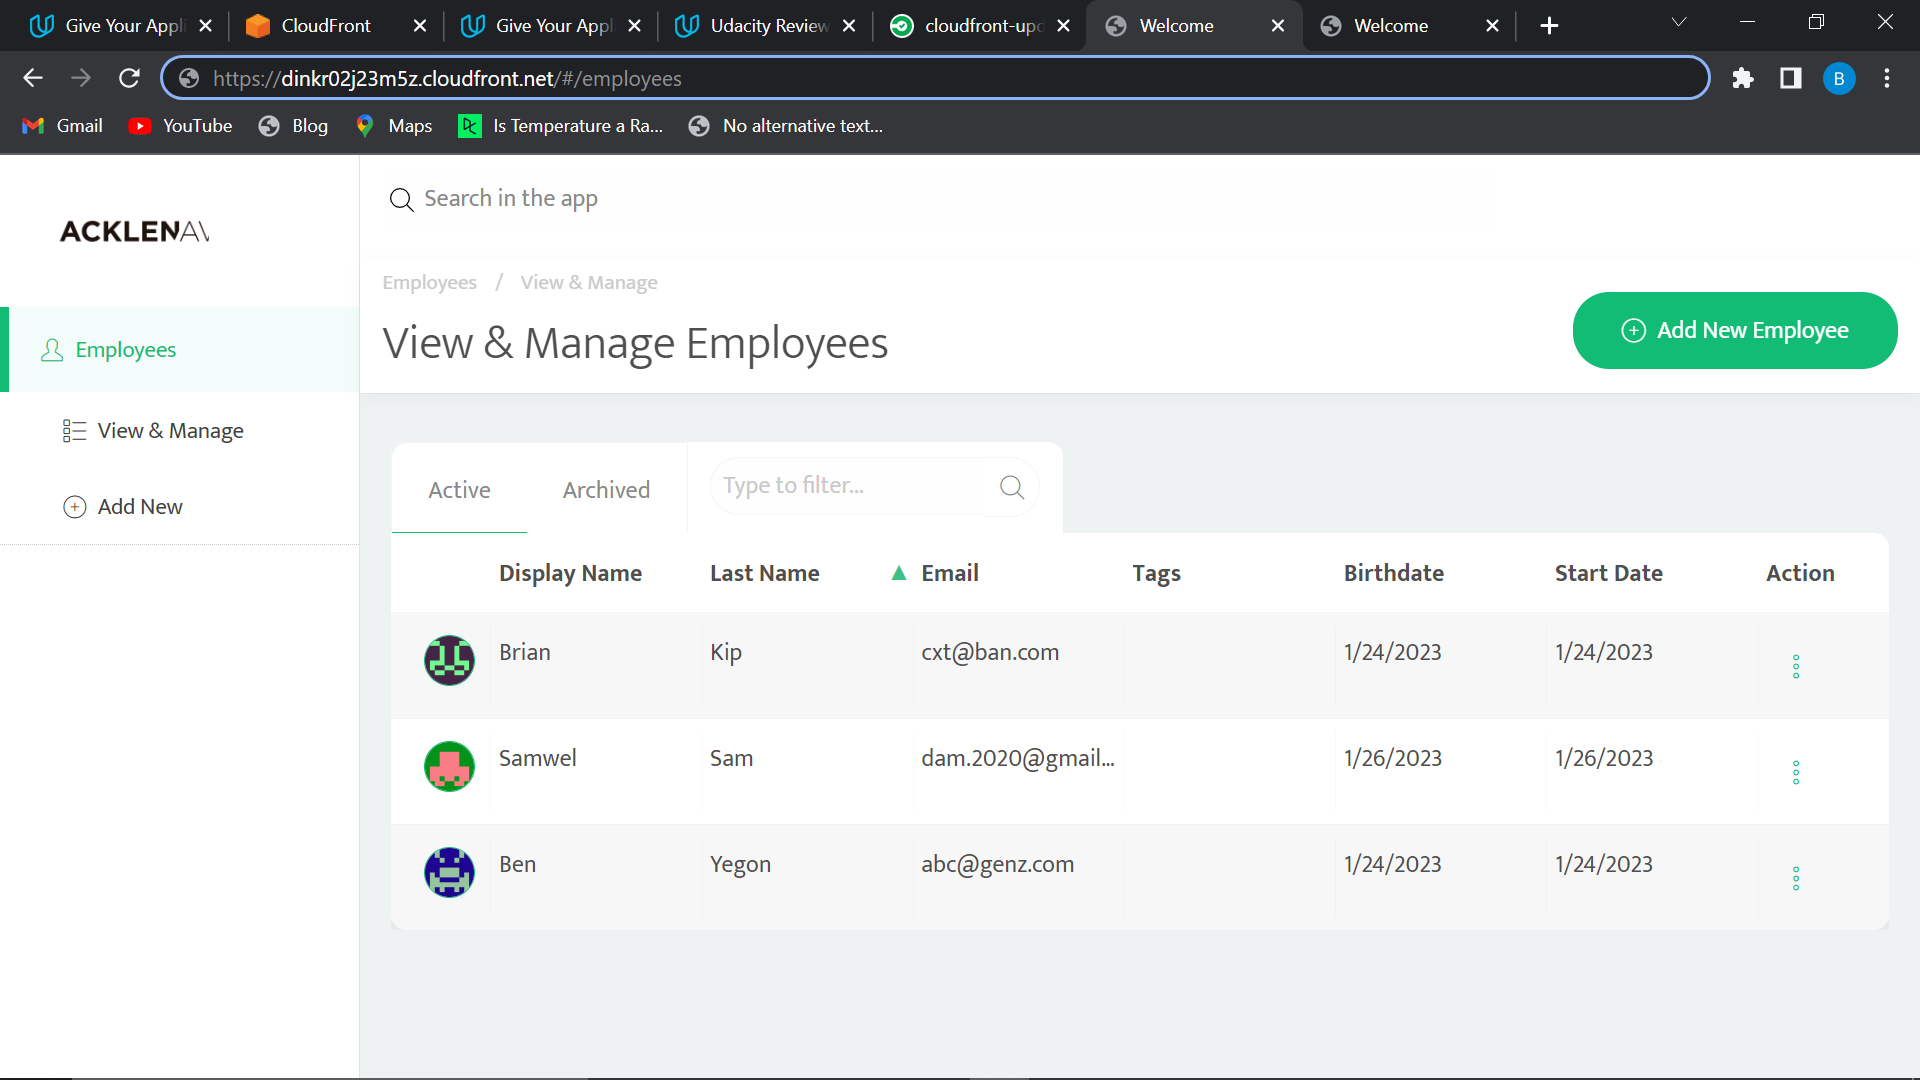 Give Your Appli
CloudFront
Give Your Appl
Udacity Review
cloudfront-upd
Welcome
Welcome
https://dinkr02j23m5z.cloudfront.net/#/employees
B
Gmail
YouTube
Blog
Maps
Is Temperature a Ra...
No alternative text...
ACKLENAV
Search in the app
Employees / View & Manage
View & Manage Employees
Add New Employee
Employees
View & Manage
Add New
Active
Archived
Type to filter...
Display Name Last Name Email Tags Birthdate Start Date Action
Brian Kip cxt@ban.com 1/24/2023 1/24/2023
Samwel Sam dam.2020@gmail... 1/26/2023 1/26/2023
Ben Yegon abc@genz.com 1/24/2023 1/24/2023